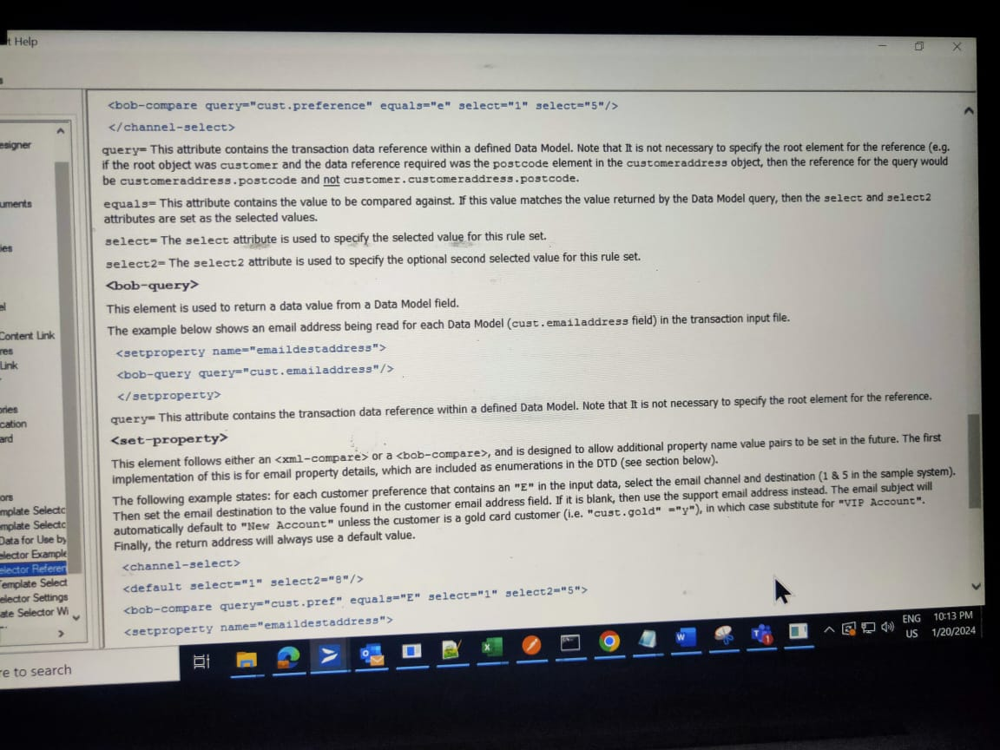 t Help
<bob-compare query="cust.preference" equals="e" select="1" select="5"/>
</channel-select>
query= This attribute contains the transaction data reference within a defined Data Model. Note that It is not necessary to specify the root element for the reference (e.g.
if the root object was customer and the data reference required was the postcode element in the customeraddress object, then the reference for the query would
be customeraddress.postcode and not customer.customeraddress.postcode.
equals= This attribute contains the value to be compared against. If this value matches the value returned by the Data Model query, then the select and select2
attributes are set as the selected values.
select= The select attribute is used to specify the selected value for this rule set.
select2= The select2 attribute is used to specify the optional second selected value for this rule set.
<bob-query>
This element is used to return a data value from a Data Model field.
The example below shows an email address being read for each Data Model (cust.emailaddress field) in the transaction input file.
<setproperty name="emaildestaddress">
<bob-query query="cust.emailaddress"/>
</setproperty>
query= This attribute contains the transaction data reference within a defined Data Model. Note that It is not necessary to specify the root element for the reference.
<set-property>
This element follows either an <xml-compare> or a <bob-compare>, and is designed to allow additional property name value pairs to be set in the future. The first
implementation of this is for email property details, which are included as enumerations in the DTD (see section below).
The following example states: for each customer preference that contains an "E" in the input data, select the email channel and destination (1 & 5 in the sample system).
Then set the email destination to the value found in the customer email address field. If it is blank, then use the support email address instead. The email subject will
automatically default to "New Account" unless the customer is a gold card customer (i.e. "cust.gold" ="y"), in which case substitute for "VIP Account".
Finally, the return address will always use a default value.
<channel-select>
<default select="1" select2="8"/>
<bob-compare query="cust.pref" equals="E" select="1" select2="5">
<setproperty name="emaildestaddress">
esigner
uments
ies
el
Content Link
res
Link
ories
cation
ard
ors
mplate Selectc
mplate Selectc
Data for Use by
elector Example
elector Referen
Template Select
elector Settings
ate Selector Wi
re to search
ENG
US
10:13 PM
1/20/2024